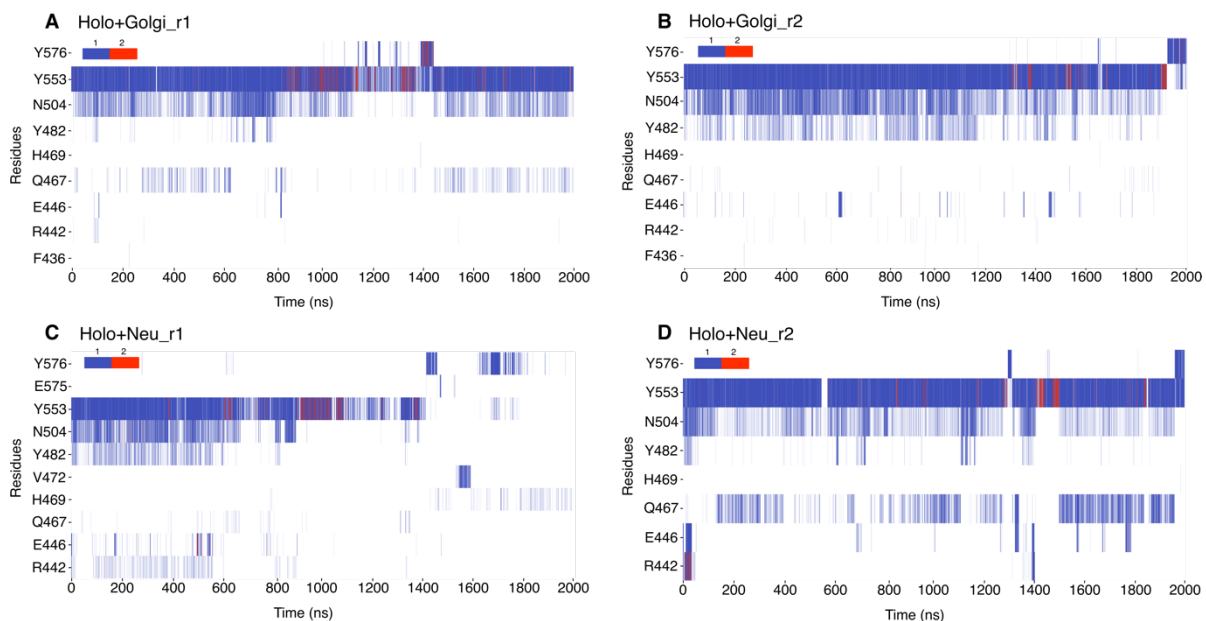 A Holo+Golgi_r1
1 2
Y576
Y553
N504
Y482
H469
Q467
E446
R442
F436
Residues
0 200 400 600 800 1000 1200 1400 1600 1800 2000
Time (ns)
B Holo+Golgi_r2
1 2
Y576
Y553
N504
Y482
H469
Q467
E446
R442
F436
Residues
0 200 400 600 800 1000 1200 1400 1600 1800 2000
Time (ns)
C Holo+Neu_r1
1 2
Y576
E575
Y553
N504
Y482
V472
H469
Q467
E446
R442
Residues
0 200 400 600 800 1000 1200 1400 1600 1800 2000
Time (ns)
D Holo+Neu_r2
1 2
Y576
Y553
N504
Y482
H469
Q467
E446
R442
Residues
0 200 400 600 800 1000 1200 1400 1600 1800 2000
Time (ns)